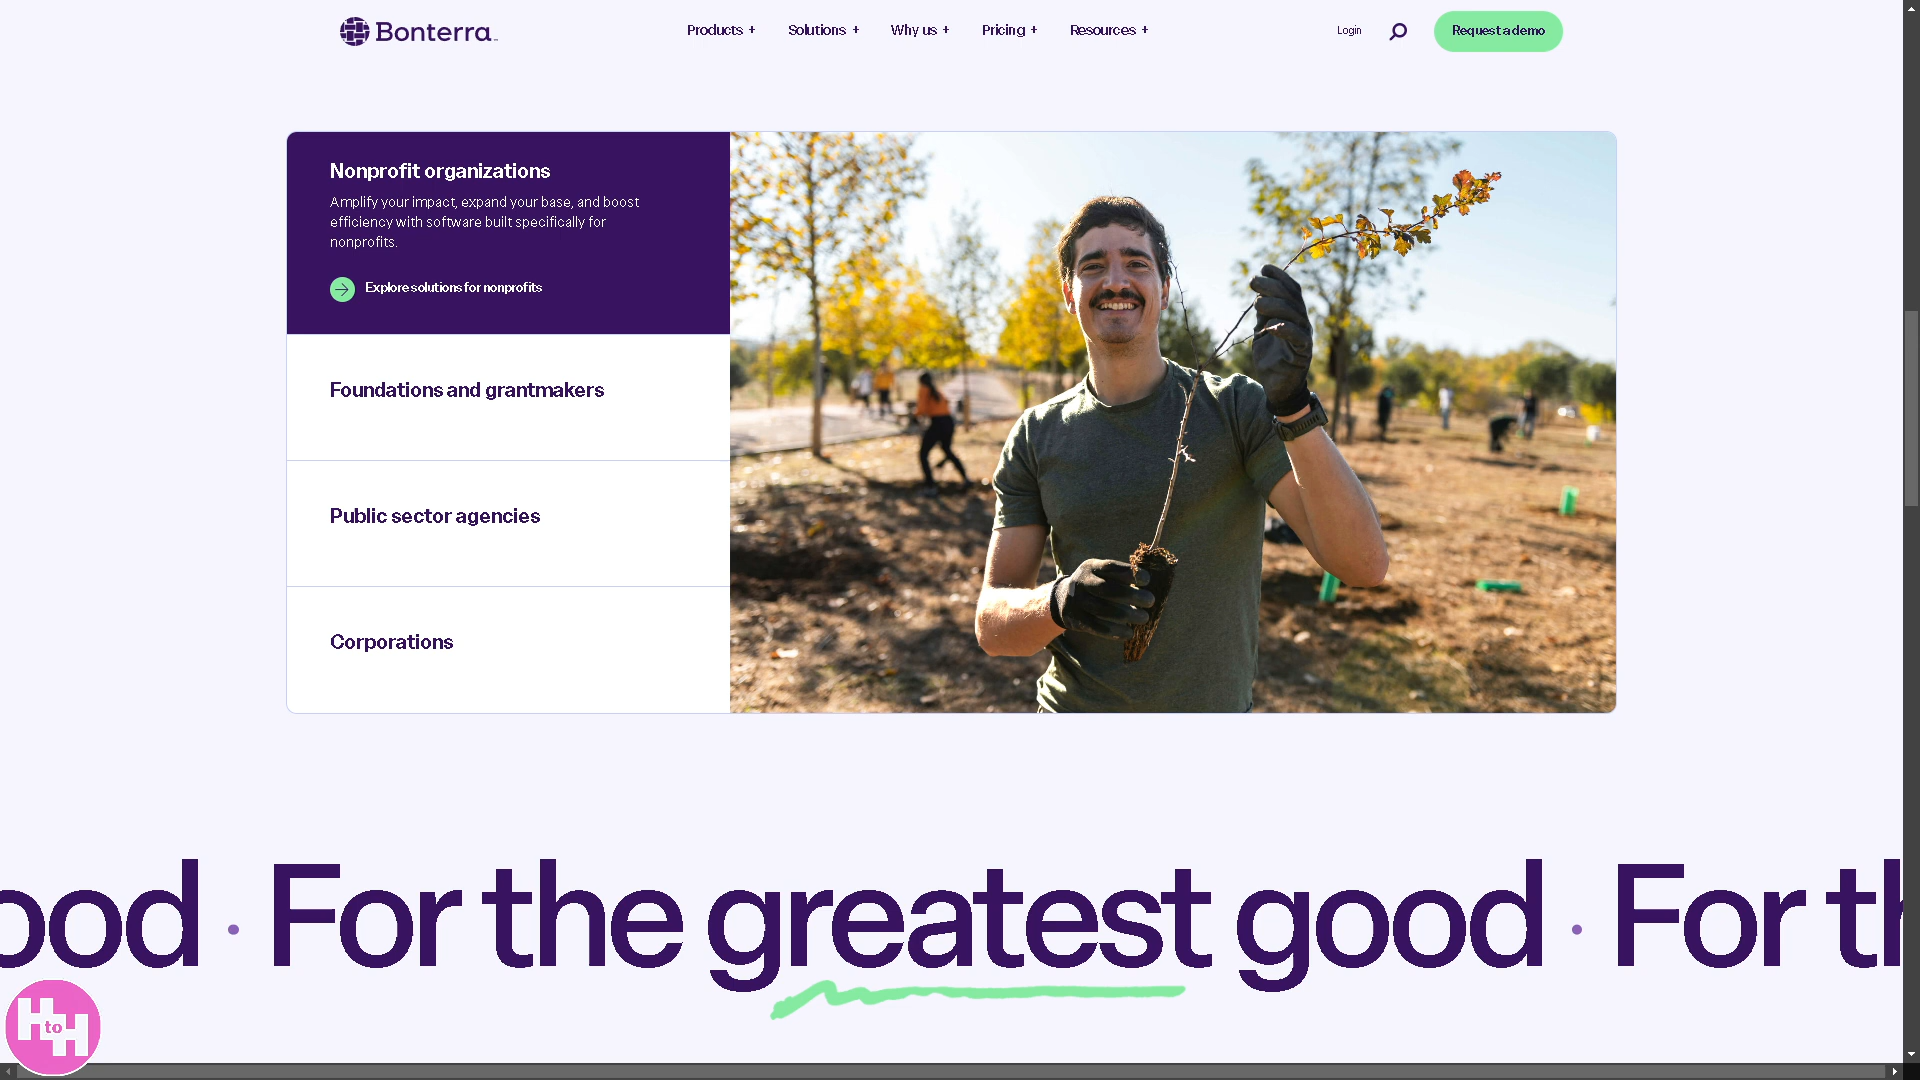 Bonterra
Products +
Solutions +
Why us +
Pricing +
Resources +
Login
Request a demo
Nonprofit organizations
Amplify your impact, expand your base, and boost
efficiency with software built specifically for
nonprofits.
Explore solutions for nonprofits
Foundations and grantmakers
Public sector agencies
Corporations
ood · For the greatest good · For th
H to H